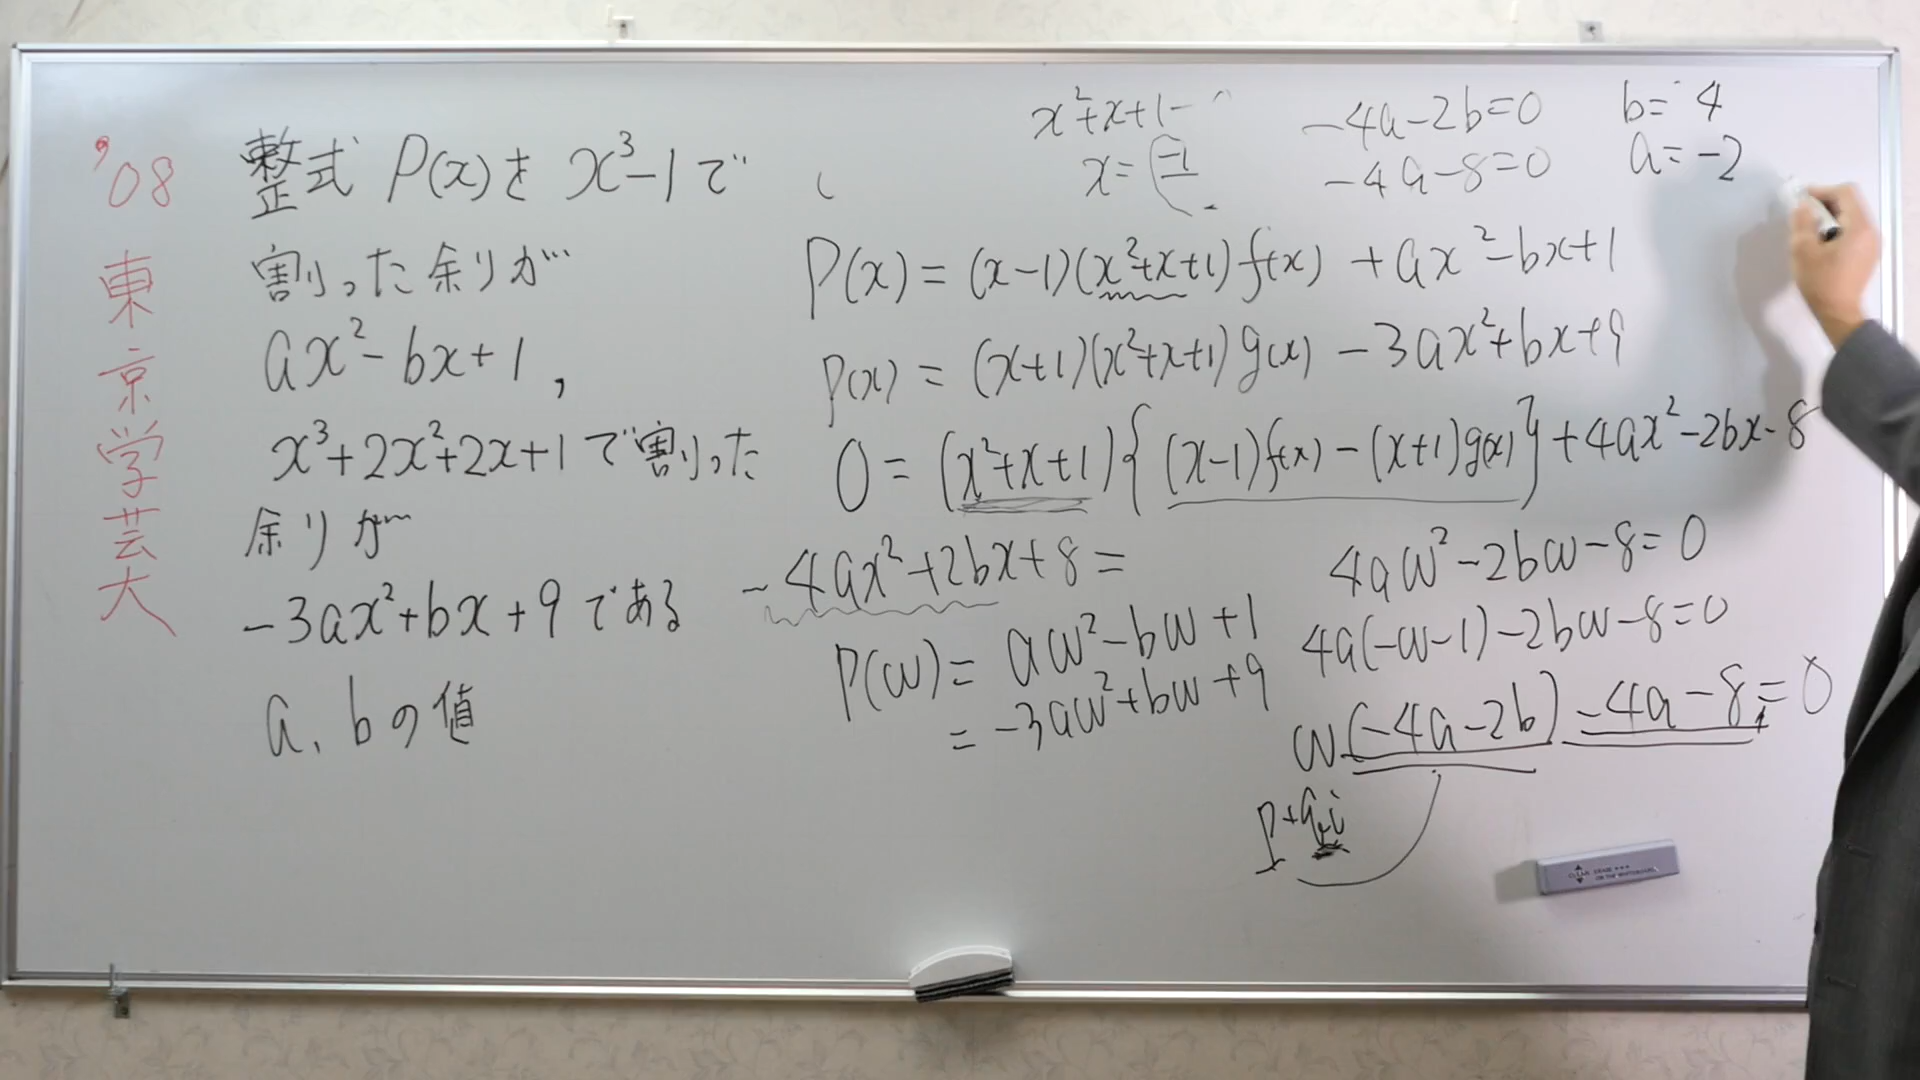 '08 東京学芸大
整式 P(x)を x³-1で
割った余りが
ax²-bx+1,
x³+2x²+2x+1で割った
余りが
-3ax²+bx+9である
a、bの値
x²+x+1-
x=
-1
-4a-2b=0
-4a-8=0
b=4
a=-2
P(x)=(x-1)(x²+x+1)f(x)+ax²-bx+1
P(x)=(x+1)(x²+x+1)g(x)-3ax²+bx+9
0=(x²+x+1){(x-1)f(x)-(x+1)g(x)}+4ax²-2bx-8
-4ax²+2bx+8=
P(ω)=aω²-bω+1
=-3aω²+bω+9
4aω²-2bω-8=0
4a(-ω-1)-2bω-8=0
ω(-4a-2b)-4a-8=0
P+qi